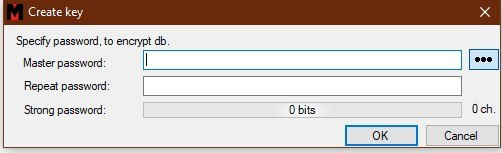 Create key
Specify password, to encrypt db.
Master password:
Repeat password:
Strong password: 0 bits 0 ch.
OK Cancel